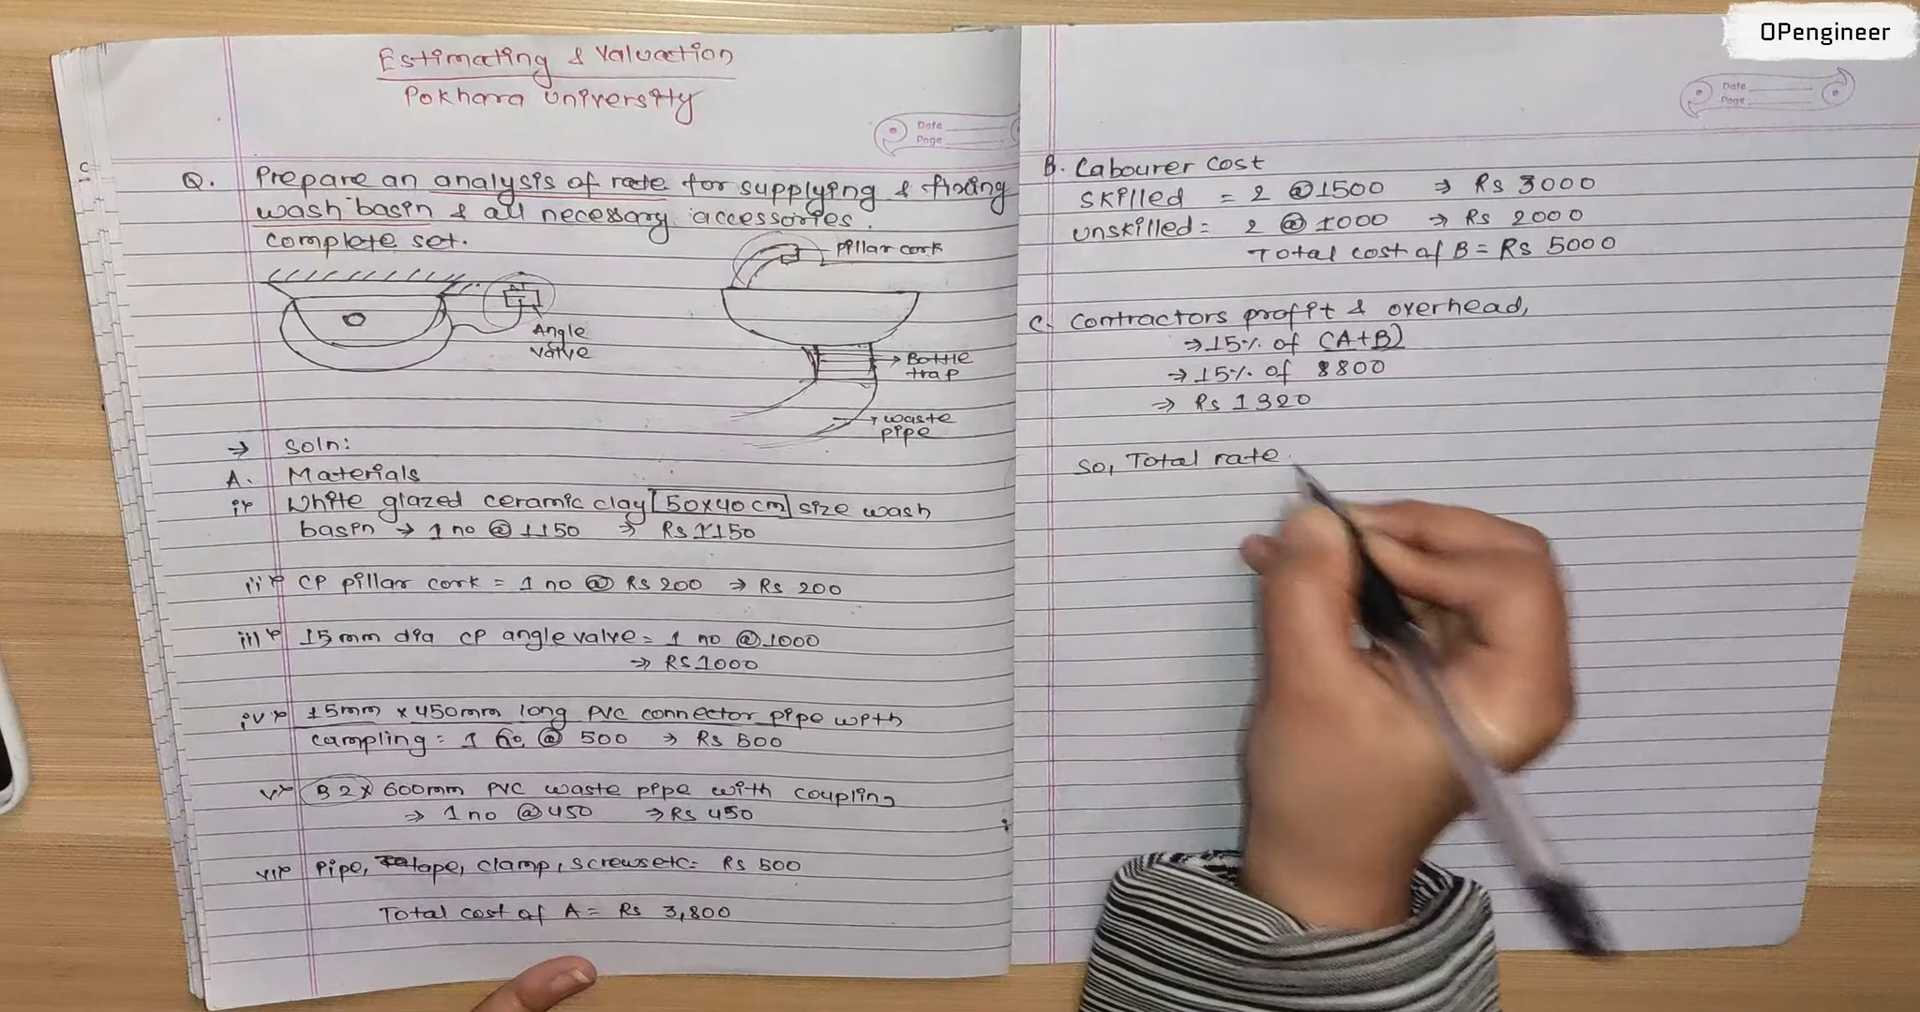 OPengineer
Estimating & Valuation
Pokhara University
Date
Page
Q. Prepare an analysis of rate for supplying & fixing
wash basin & all necessary accessories.
complete set.
Pillar cork
Angle
valve
Bottle
trap
waste
pipe
→ Soln:
A. Materials
i) White glazed ceramic clay [50x40 cm] size wash
basin → 1 no @ 1150 ⇒ Rs 1150
ii) CP pillar cork = 1 no @ Rs 200 ⇒ Rs 200
iii) 15mm dia CP angle valve = 1 no @ 1000
⇒ RS 1000
iv) 15mm x 450mm long PVC connector pipe with
campling = 1 no @ 500 ⇒ Rs 500
v) 32 x 600mm PVC waste pipe with coupling
⇒ 1 no @ 450 ⇒ Rs 450
vi) Pipe, tape, clamp, screws etc = Rs 500
Total cost of A = Rs 3,800
Date
Page
B. Labourer cost
Skilled = 2 @ 1500 ⇒ Rs 3000
unskilled = 2 @ 1000 → Rs 2000
Total cost of B = Rs 5000
C. Contractors profit & overhead,
⇒ 15% of (A+B)
→ 15% of 8800
⇒ Rs 1320
So, Total rate